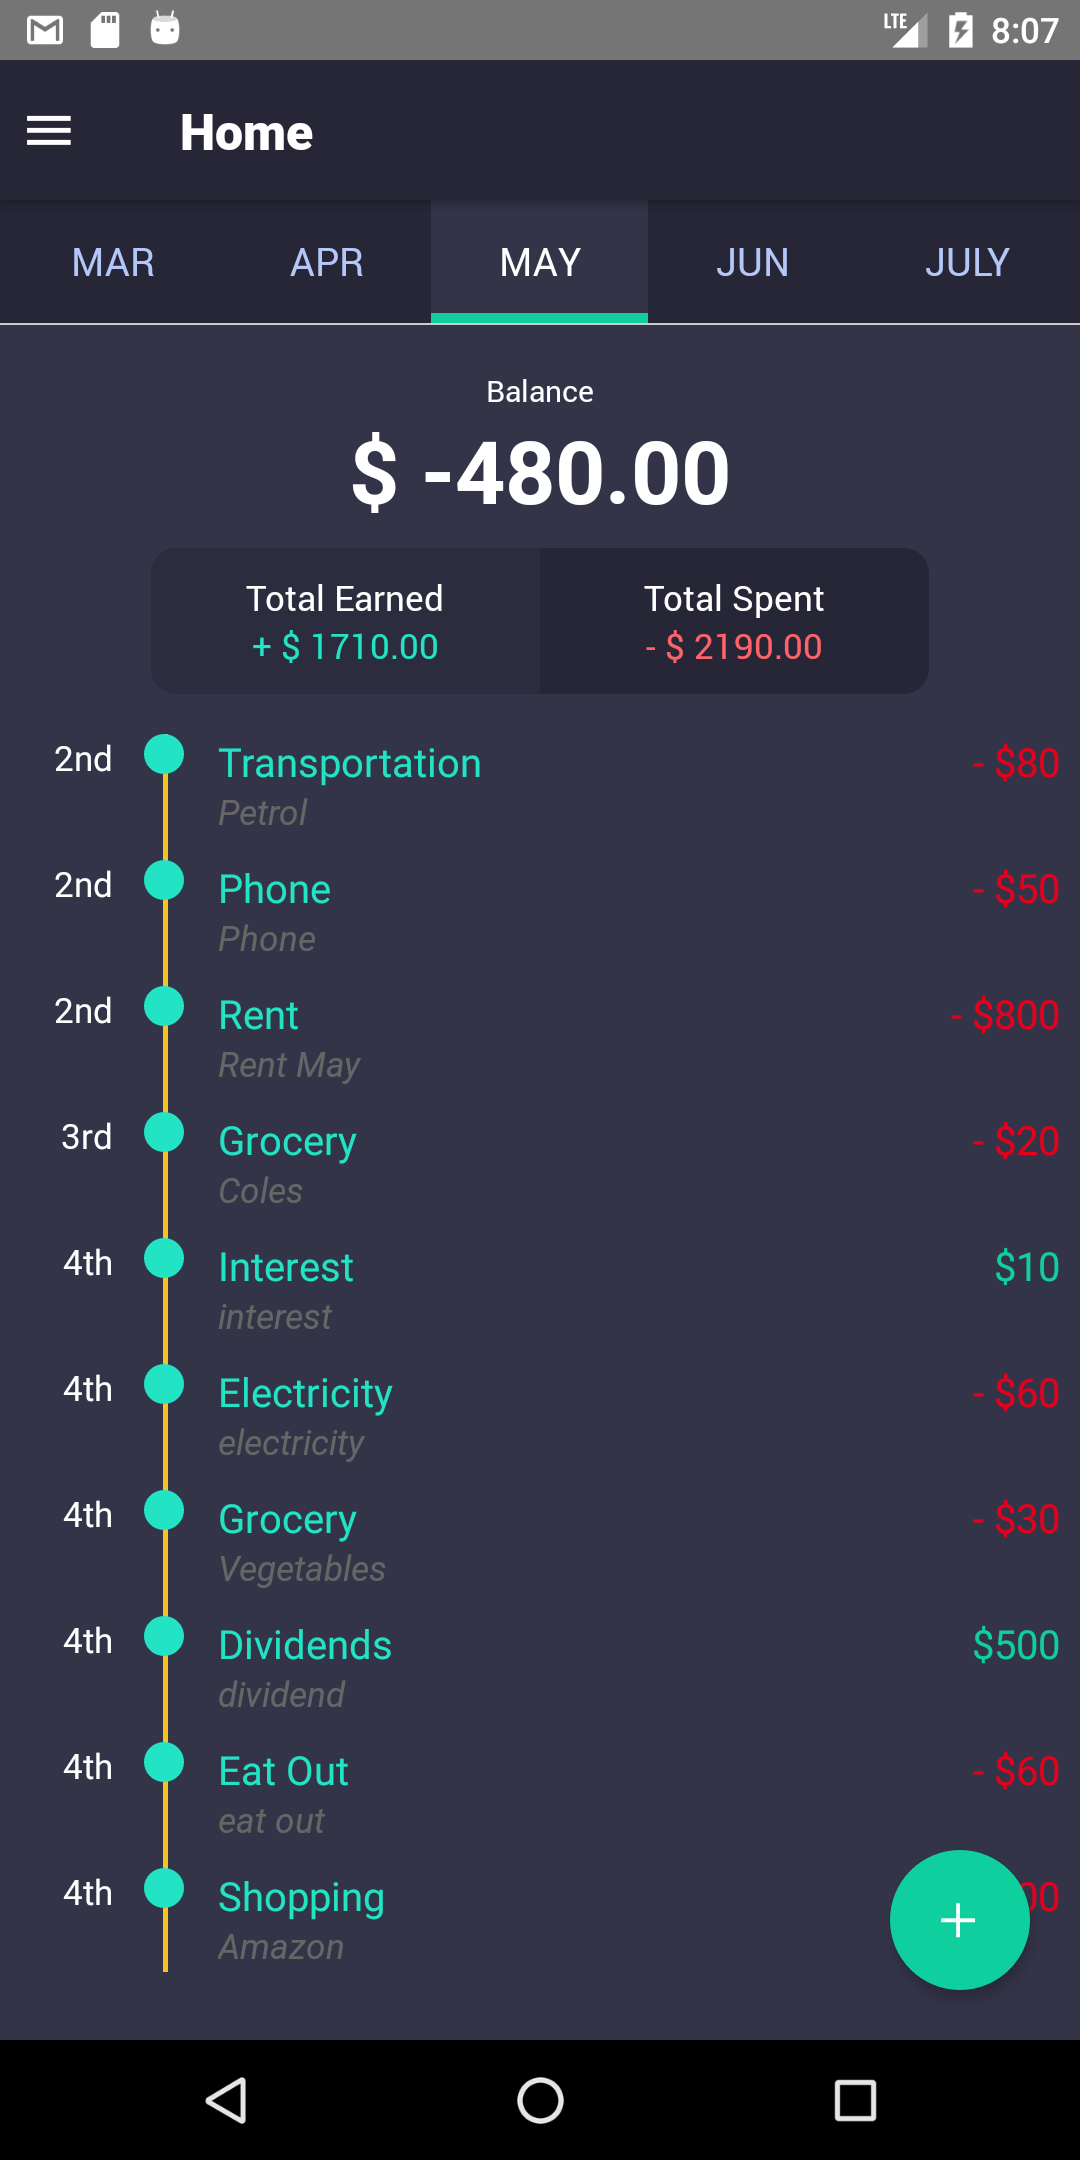 LTE 8:07
Home
MAR APR MAY JUN JULY
Balance
$ -480.00
Total Earned Total Spent
+ $ 1710.00 - $ 2190.00
2nd Transportation - $80
Petrol
2nd Phone - $50
Phone
2nd Rent - $800
Rent May
3rd Grocery - $20
Coles
4th Interest $10
interest
4th Electricity - $60
electricity
4th Grocery - $30
Vegetables
4th Dividends $500
dividend
4th Eat Out - $60
eat out
4th Shopping
Amazon